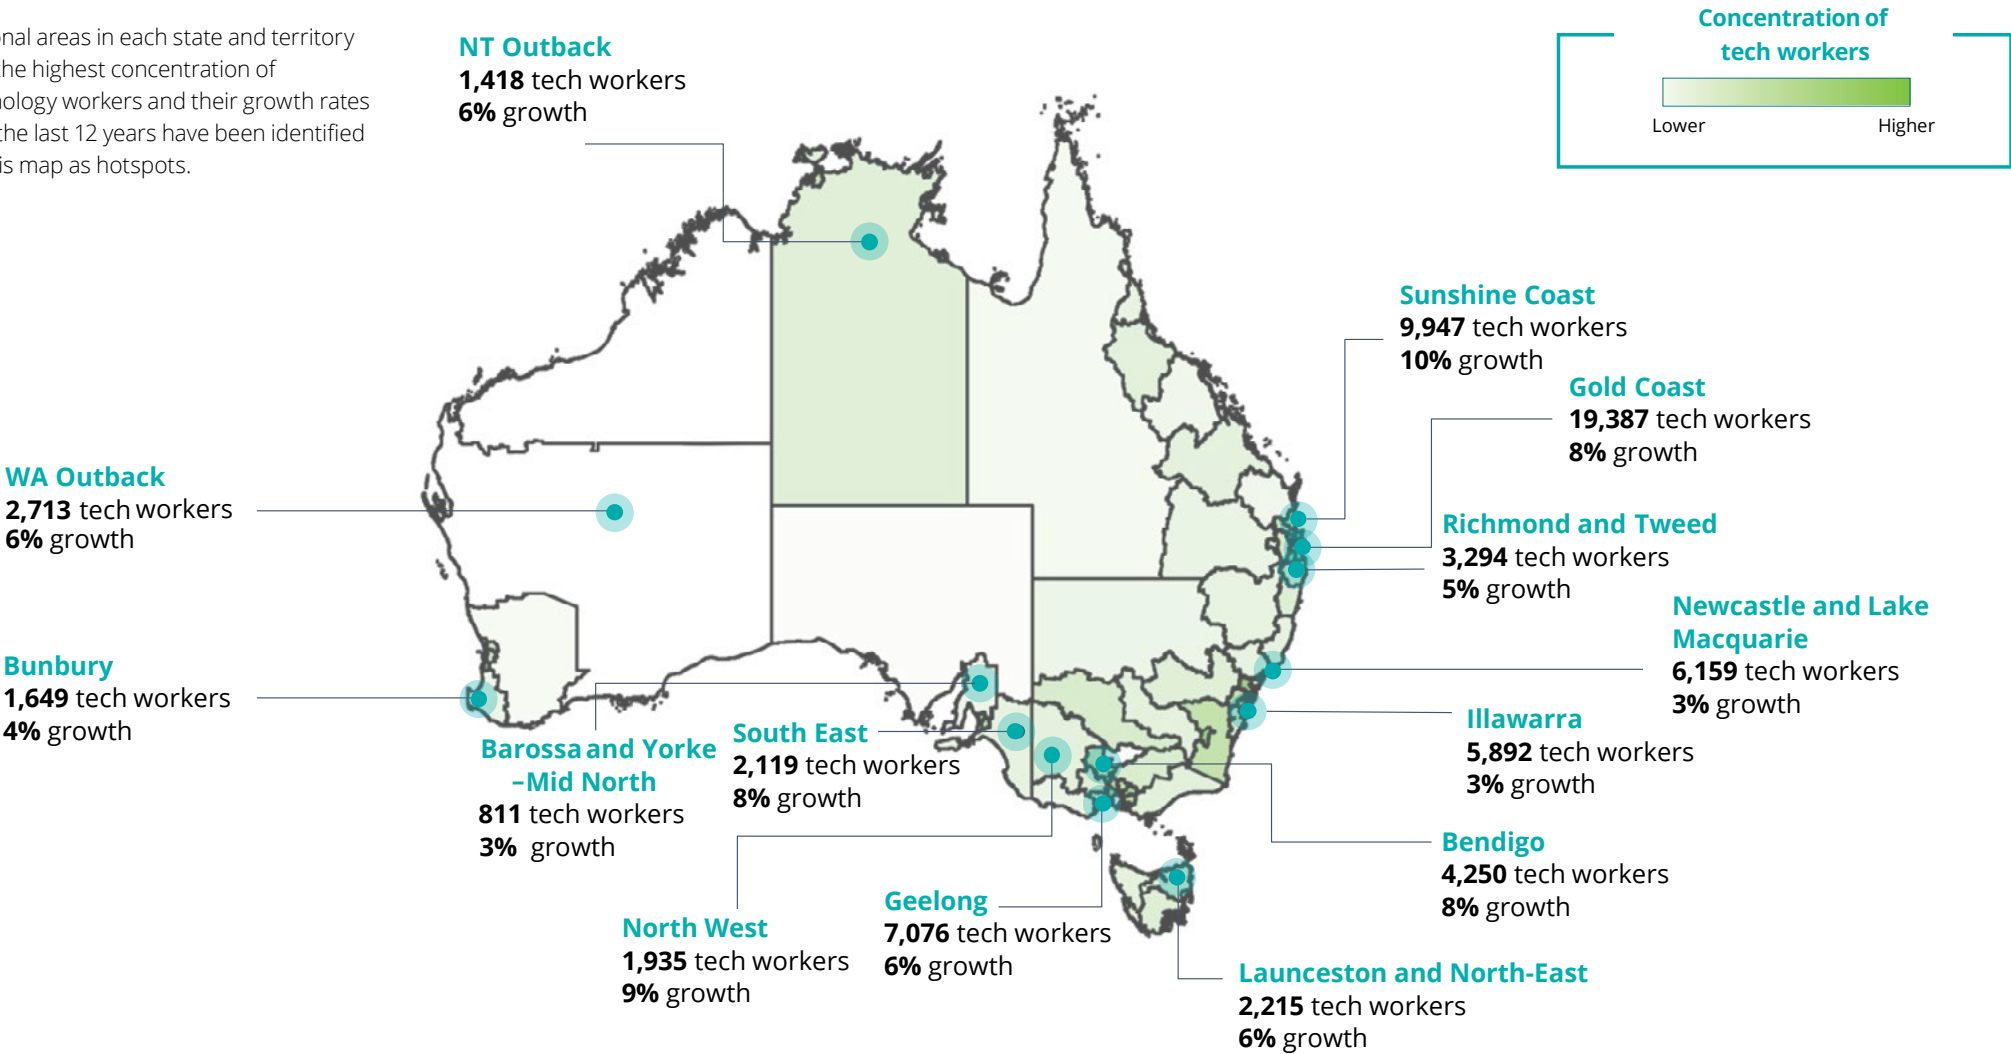 areas in each state and territory
the highest concentration of
workers and their growth rates
the last 12 years have been identified
map as hotspots.
NT Outback
1,418 tech workers
6% growth
Concentration of
tech workers
Lower Higher
Sunshine Coast
9,947 tech workers
10% growth
Gold Coast
19,387 tech workers
8% growth
WA Outback
2,713 tech workers
6% growth
Richmond and Tweed
3,294 tech workers
5% growth
Newcastle and Lake
Macquarie
6,159 tech workers
3% growth
Bunbury
1,649 tech workers
4% growth
Illawarra
5,892 tech workers
3% growth
Barossa and Yorke
–Mid North
811 tech workers
3% growth
South East
2,119 tech workers
8% growth
Bendigo
4,250 tech workers
8% growth
North West
1,935 tech workers
9% growth
Geelong
7,076 tech workers
6% growth
Launceston and North-East
2,215 tech workers
6% growth